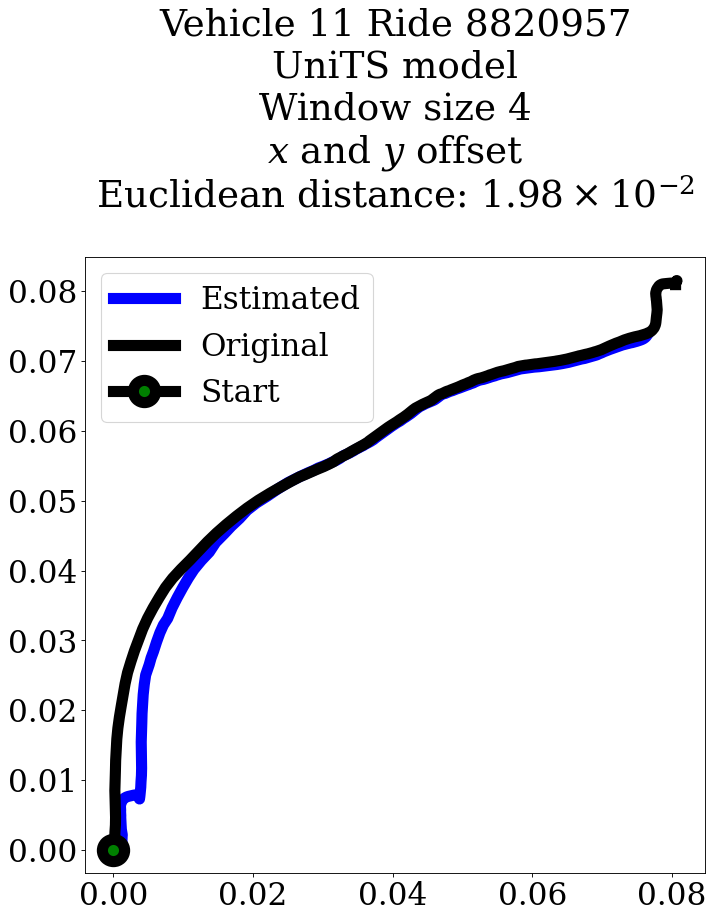 Vehicle 11 Ride 8820957
UniTS model
Window size 4
x and y offset
Euclidean distance: 1.98 × 10⁻²
Estimated
Original
Start
0.08
0.07
0.06
0.05
0.04
0.03
0.02
0.01
0.00
0.00 0.02 0.04 0.06 0.08